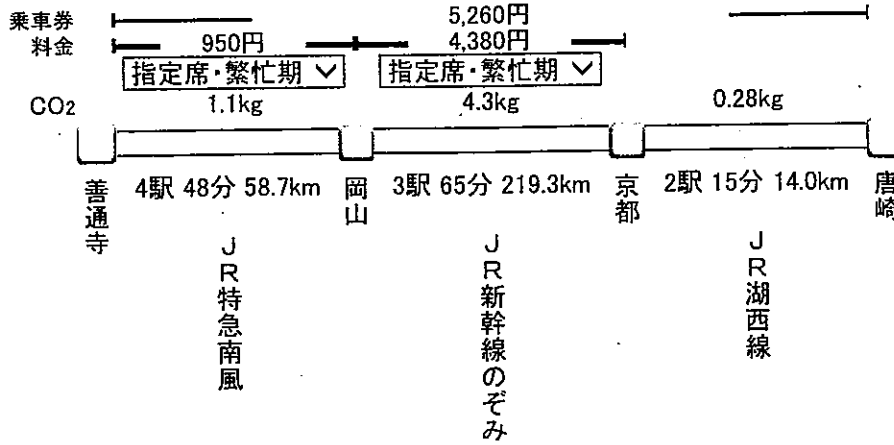 乗車券 5,260円
料金 950円 4,380円
指定席・繁忙期 指定席・繁忙期
CO2 1.1kg 4.3kg 0.28kg
善通寺 4駅 48分 58.7km 岡山 3駅 65分 219.3km 京都 2駅 15分 14.0km 唐崎
JR特急南風 JR新幹線のぞみ JR湖西線